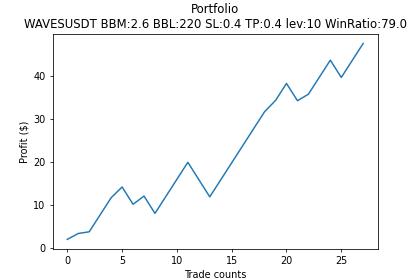 Portfolio
WAVESUSDT BBM:2.6 BBL:220 SL:0.4 TP:0.4 lev:10 WinRatio:79.0
Profit ($)
40
30
20
10
0
0 5 10 15 20 25
Trade counts